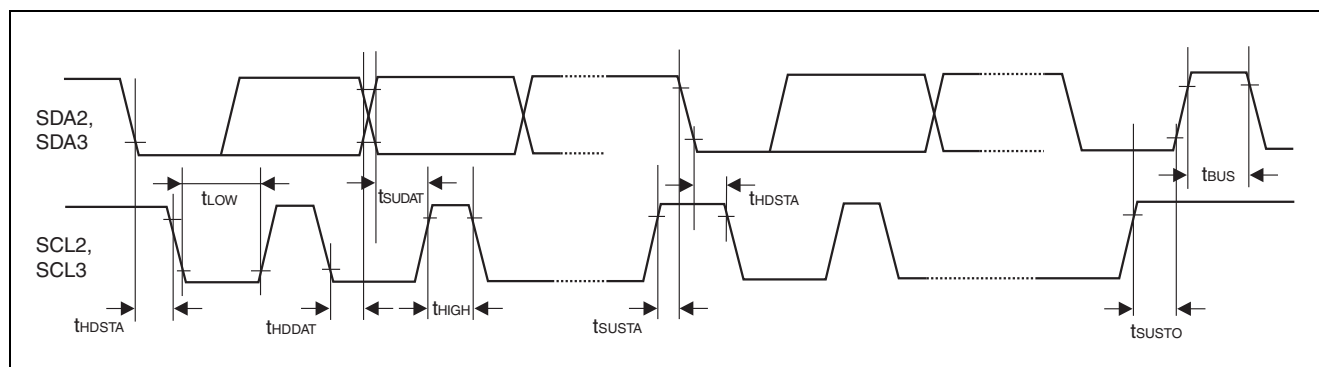 SDA2,
SDA3
tLOW
tSUDAT
tHDSTA
tBUS
SCL2,
SCL3
tHDSTA
tHDDAT
tHIGH
tSUSTA
tSUSTO